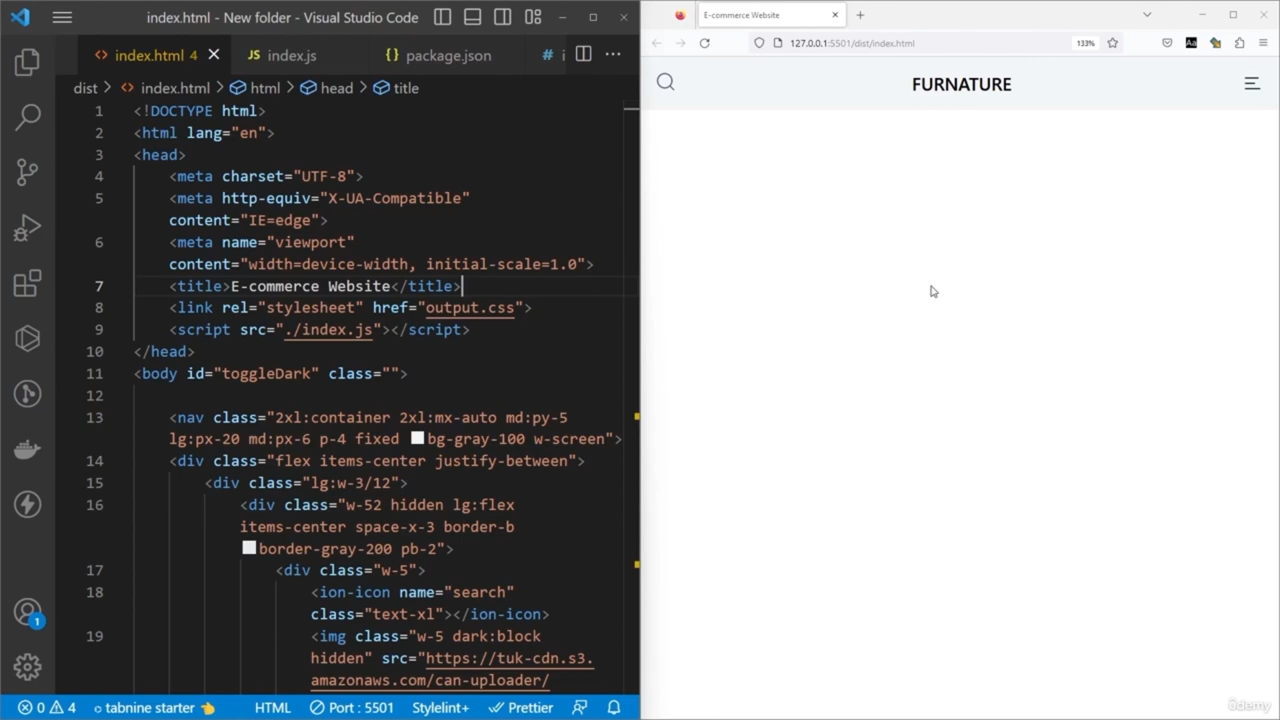 index.html - New folder - Visual Studio Code
index.html 4
index.js
package.json
i
dist > index.html > html > head > title
1 <!DOCTYPE html>
2 <html lang="en">
3 <head>
4 <meta charset="UTF-8">
5 <meta http-equiv="X-UA-Compatible"
content="IE=edge">
6 <meta name="viewport"
content="width=device-width, initial-scale=1.0">
7 <title>E-commerce Website</title>
8 <link rel="stylesheet" href="output.css">
9 <script src="./index.js"></script>
10 </head>
11 <body id="toggleDark" class="">
12
13 <nav class="2xl:container 2xl:mx-auto md:py-5
lg:px-20 md:px-6 p-4 fixed bg-gray-100 w-screen">
14 <div class="flex items-center justify-between">
15 <div class="lg:w-3/12">
16 <div class="w-52 hidden lg:flex
items-center space-x-3 border-b
border-gray-200 pb-2">
17 <div class="w-5">
18 <ion-icon name="search"
class="text-xl"></ion-icon>
19 <img class="w-5 dark:block
hidden" src="https://tuk-cdn.s3.
amazonaws.com/can-uploader/
1
0 4 tabnine starter HTML Port : 5501 Stylelint+ Prettier
E-commerce Website
127.0.0.1:5501/dist/index.html
133%
Aa
FURNATURE
ûdemy